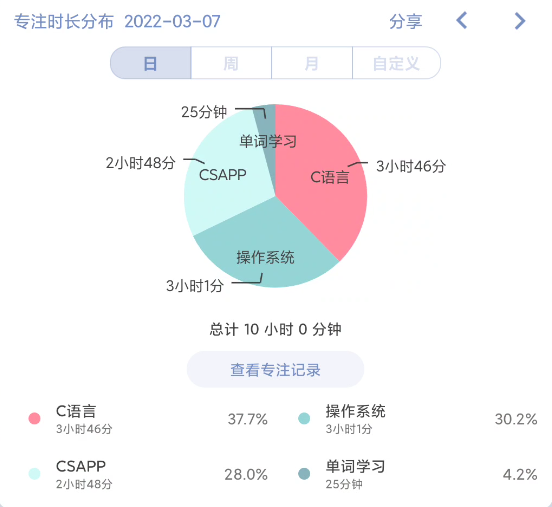 专注时长分布 2022-03-07 分享
日 周 月 自定义
25分钟
单词学习
2小时48分
3小时46分
CSAPP
C语言
操作系统
3小时1分
总计 10 小时 0 分钟
查看专注记录
C语言
3小时46分
37.7%
操作系统
3小时1分
30.2%
CSAPP
2小时48分
28.0%
单词学习
25分钟
4.2%